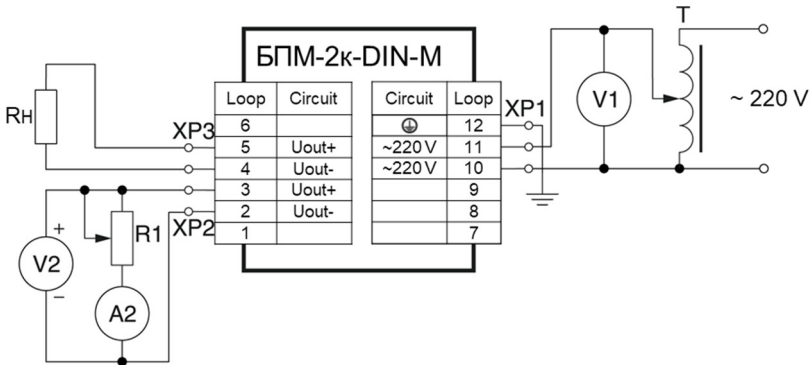 T
БПМ-2к-DIN-M
Loop Circuit Circuit Loop
XP1
V1
~ 220 V
Rн
XP3
6 12
5 Uout+ ~220 V 11
4 Uout- ~220 V 10
3 Uout+ 9
2 Uout- 8
1 7
+
R1
XP2
V2
–
A2